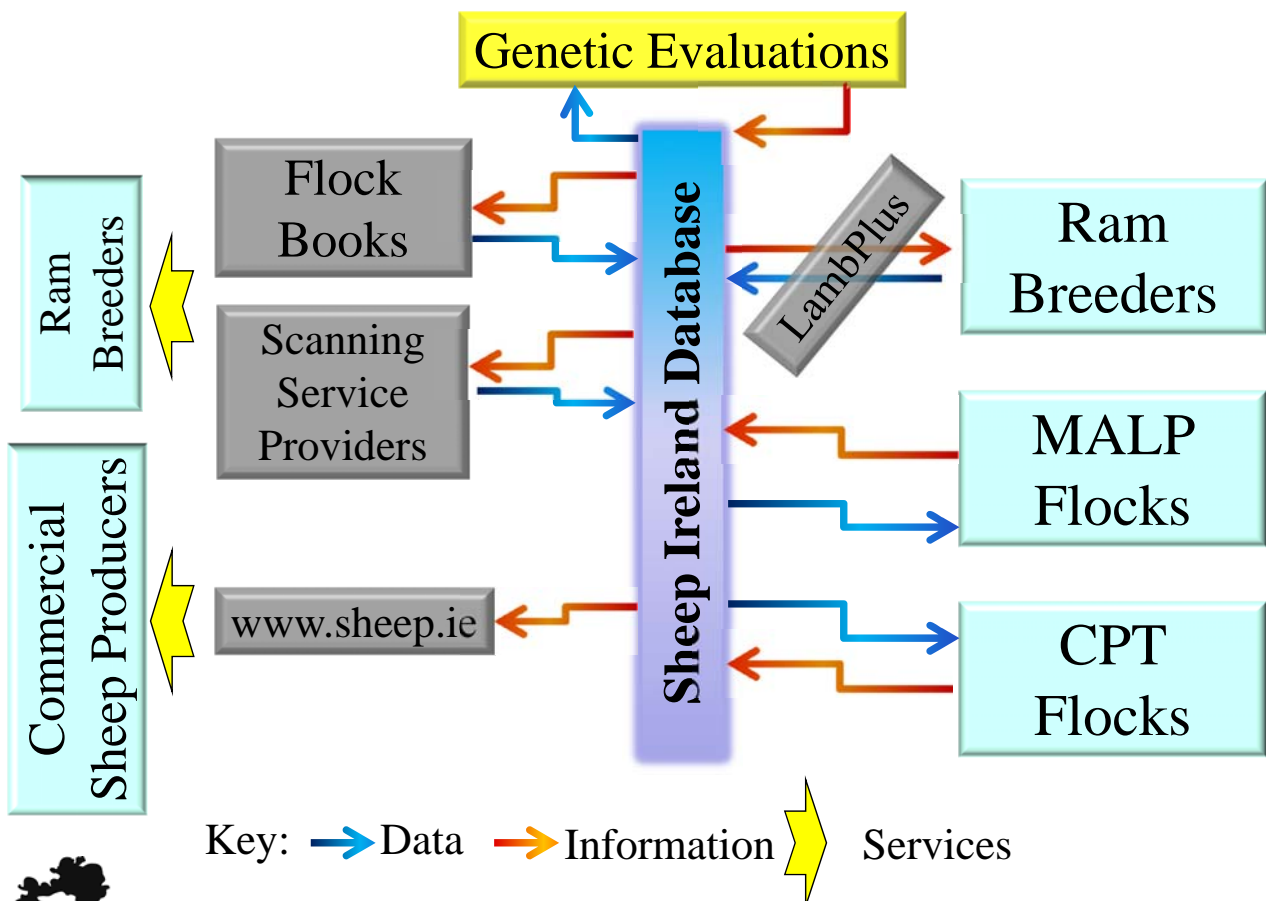 Genetic Evaluations
Flock
Books
Ram
Breeders
Scanning
Service
Providers
Commercial
Sheep Producers
www.sheep.ie
Sheep Ireland Database
LambPlus
Ram
Breeders
MALP
Flocks
CPT
Flocks
Key: Data Information Services